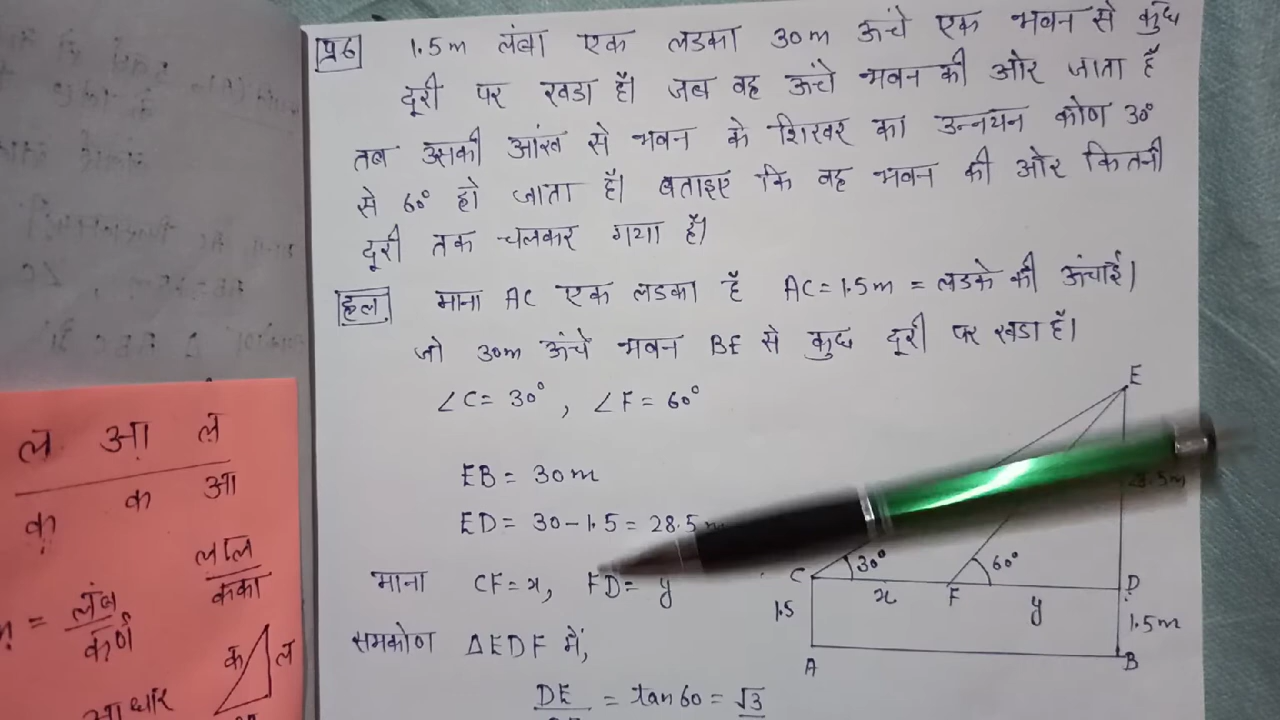 प्र6 1.5m लंबा एक लडका 30m ऊंचे एक भवन से कुछ
दूरी पर खडा है। जब वह ऊंचे भवन की ओर जाता है
तब उसकी आंख से भवन के शिखर का उन्नयन कोण 30°
से 60° हो जाता है। बताइए कि वह भवन की ओर कितनी
दूरी तक चलकर गया है।
हल माना AC एक लडका है AC = 1.5m = लडके की ऊंचाई।
जो 30m ऊंचे भवन BE से कुछ दूरी पर खडा है।
∠C = 30°, ∠F = 60°
EB = 30m
ED = 30 - 1.5 = 28.5
माना CF = x, FD = y
समकोण ΔEDF में,
DE = tan 60 = √3
E
30°
60°
C
x
F
y
D
1.5
1.5m
A
B
ल आ ल
क क आ
लाल
कका
= लंब
कर्ण
क
ल
आधार